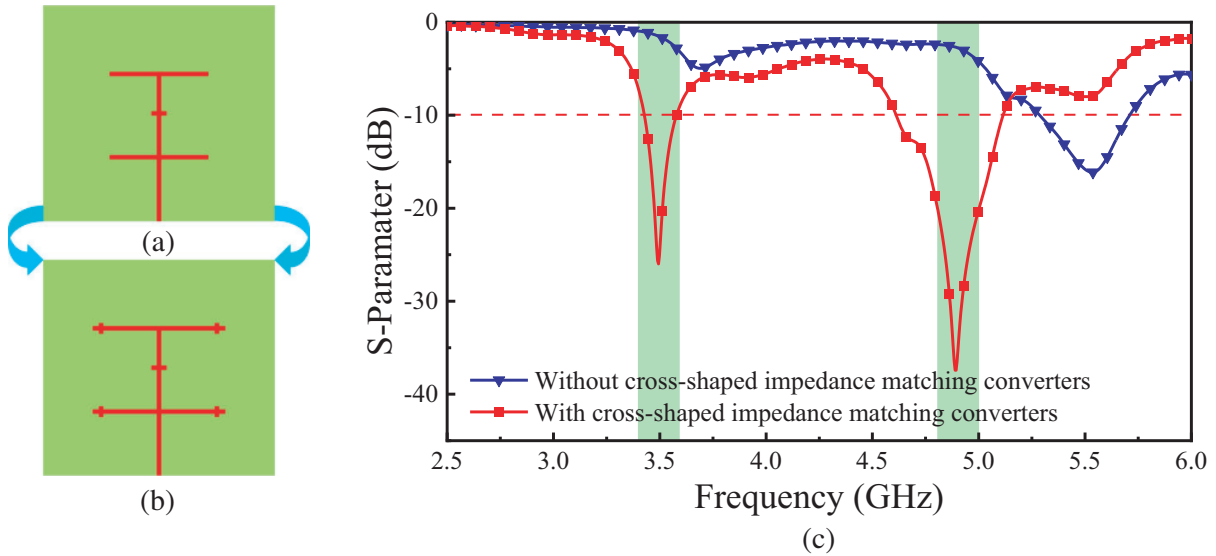 (a)
(b)
S-Paramater (dB)
0
-10
-20
-30
-40
Without cross-shaped impedance matching converters
With cross-shaped impedance matching converters
2.5 3.0 3.5 4.0 4.5 5.0 5.5 6.0
Frequency (GHz)
(c)